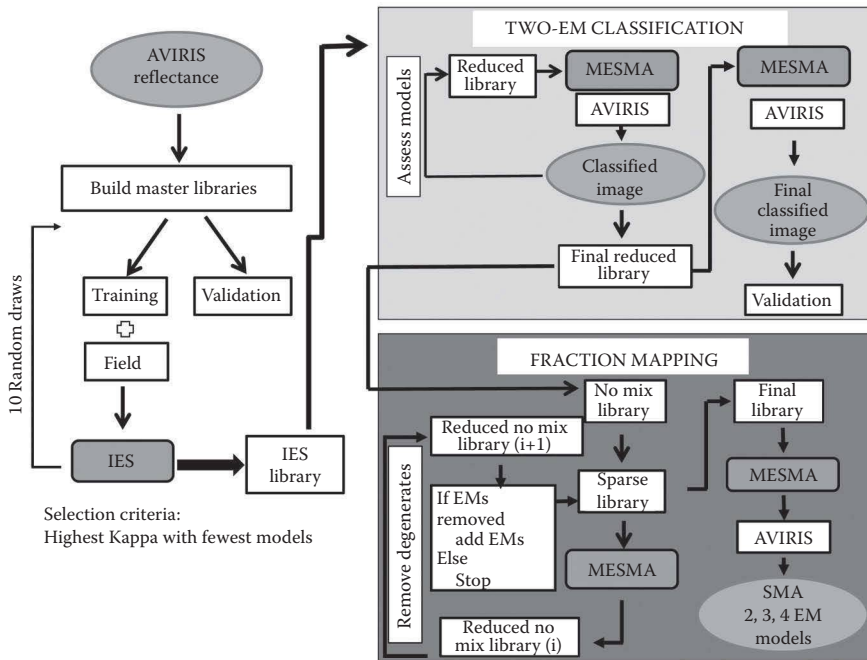 AVIRIS
reflectance
Build master libraries
10 Random draws
Training
Validation
Field
IES
IES
library
Selection criteria:
Highest Kappa with fewest models
TWO-EM CLASSIFICATION
Assess models
Reduced
library
MESMA
AVIRIS
Classified
image
Final reduced
library
MESMA
AVIRIS
Final
classified
image
Validation
FRACTION MAPPING
No mix
library
Reduced no mix
library (i+1)
Remove degenerates
If EMs
removed
add EMs
Else
Stop
Sparse
library
MESMA
Reduced no
mix library (i)
Final
library
MESMA
AVIRIS
SMA
2, 3, 4 EM
models